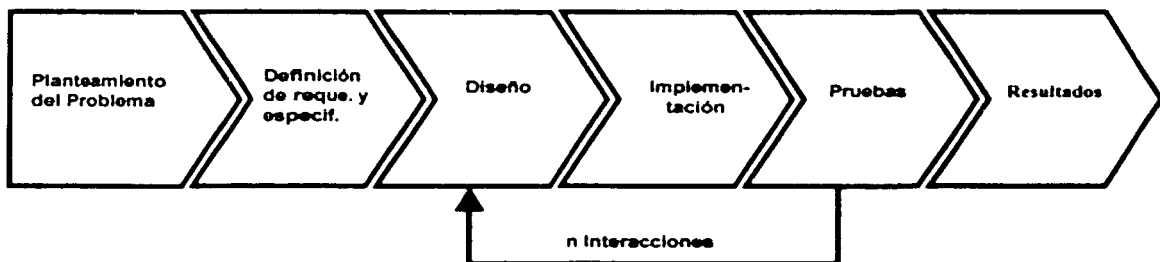 Planteamiento
del Problema
Definición
de reque. y
especif.
Diseño
Implemen-
tación
Pruebas
Resultados
n Interacciones